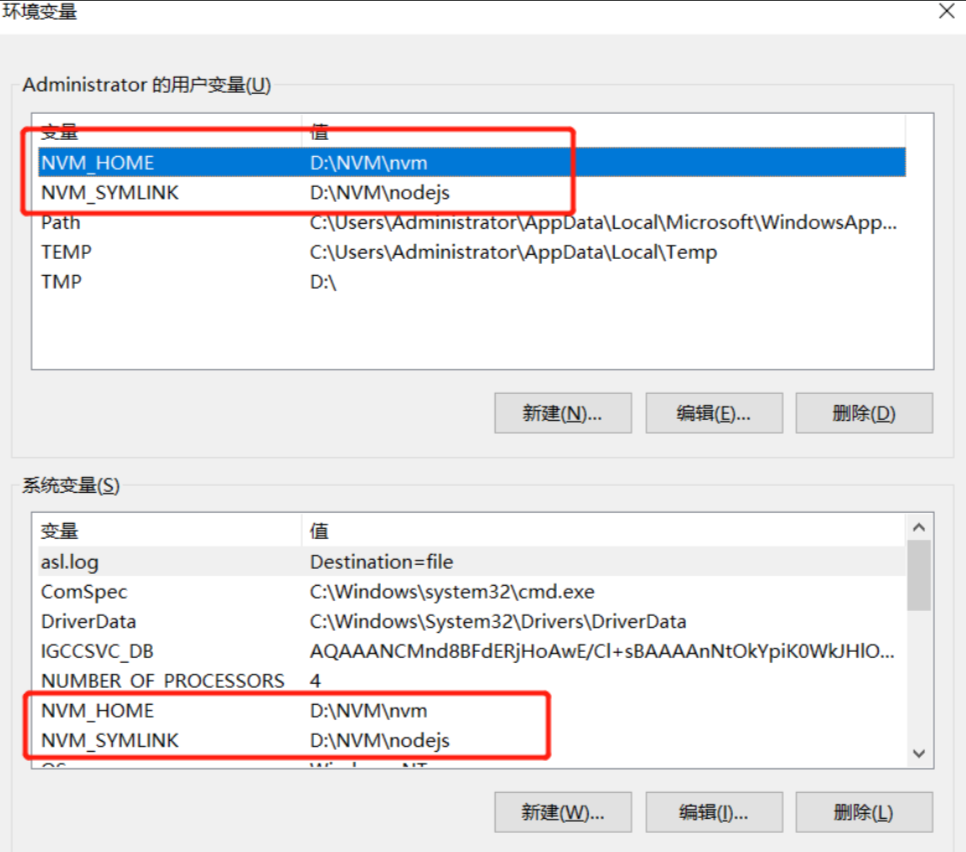 环境变量
Administrator 的用户变量(U)
变量 值
NVM_HOME D:\NVM\nvm
NVM_SYMLINK D:\NVM\nodejs
Path C:\Users\Administrator\AppData\Local\Microsoft\WindowsApp...
TEMP C:\Users\Administrator\AppData\Local\Temp
TMP D:\
新建(N)... 编辑(E)... 删除(D)
系统变量(S)
变量 值
asl.log Destination=file
ComSpec C:\Windows\system32\cmd.exe
DriverData C:\Windows\System32\Drivers\DriverData
IGCCSVC_DB AQAAANCMnd8BFdERjHoAwE/Cl+sBAAAAnNtOkYpiK0WkJHlO...
NUMBER_OF_PROCESSORS 4
NVM_HOME D:\NVM\nvm
NVM_SYMLINK D:\NVM\nodejs
新建(W)... 编辑(I)... 删除(L)